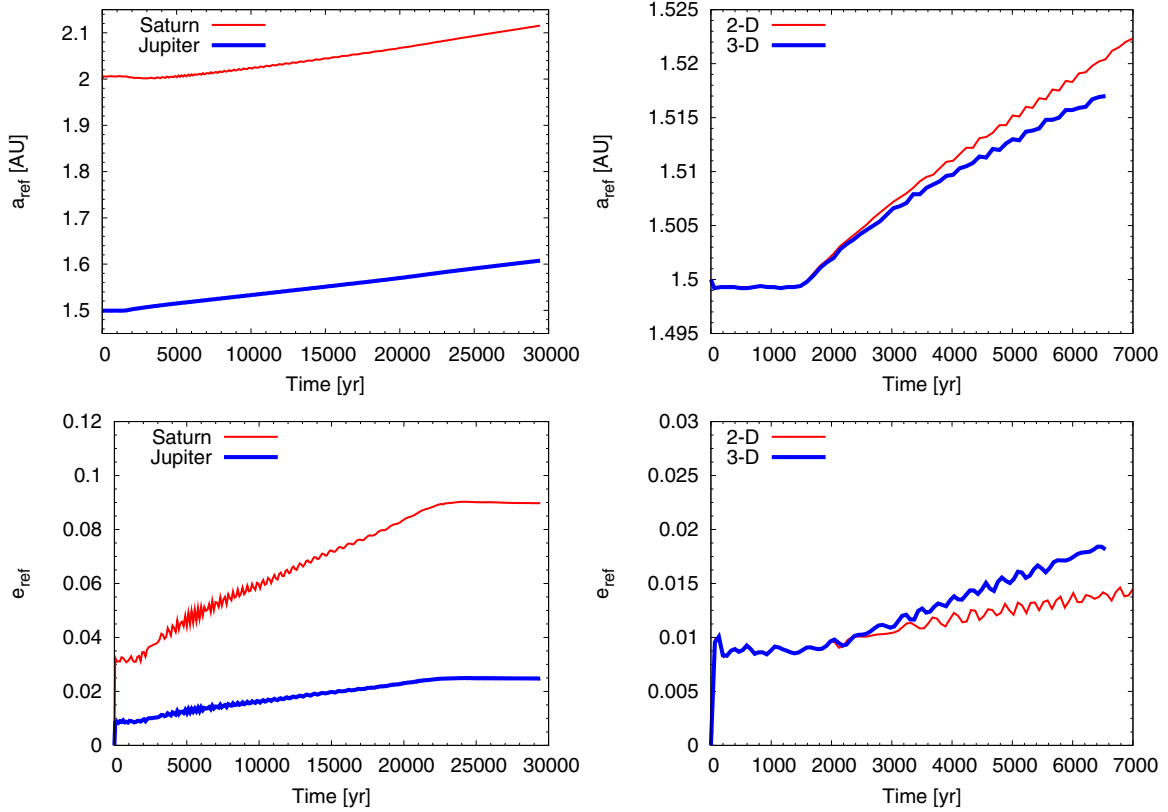 Saturn
Jupiter
2.1
2
1.9
1.8
1.7
1.6
1.5
a_ref [AU]
0 5000 10000 15000 20000 25000 30000
Time [yr]
2-D
3-D
1.525
1.52
1.515
1.51
1.505
1.5
1.495
a_ref [AU]
0 1000 2000 3000 4000 5000 6000 7000
Time [yr]
Saturn
Jupiter
0.12
0.1
0.08
0.06
0.04
0.02
0
e_ref
0 5000 10000 15000 20000 25000 30000
Time [yr]
2-D
3-D
0.03
0.025
0.02
0.015
0.01
0.005
0
e_ref
0 1000 2000 3000 4000 5000 6000 7000
Time [yr]